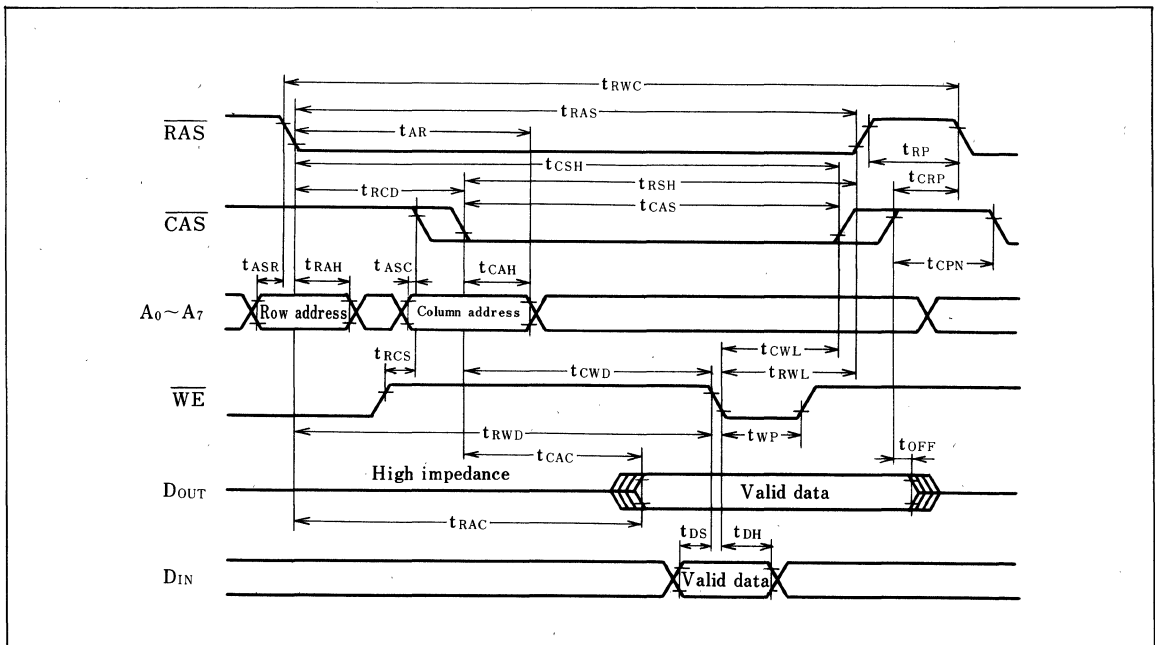 tRWC
tRAS
RAS
tAR
tRP
tCSH
tCRP
tRSH
tRCD
CAS
tCAS
tCPN
tASR tRAH tASC tCAH
A0~A7 Row address Column address
tCWL
tRCS
tCWD tRWL
WE
tRWD tWP
tOFF
tCAC
High impedance
DOUT Valid data
tRAC
tDS tDH
DIN Valid data